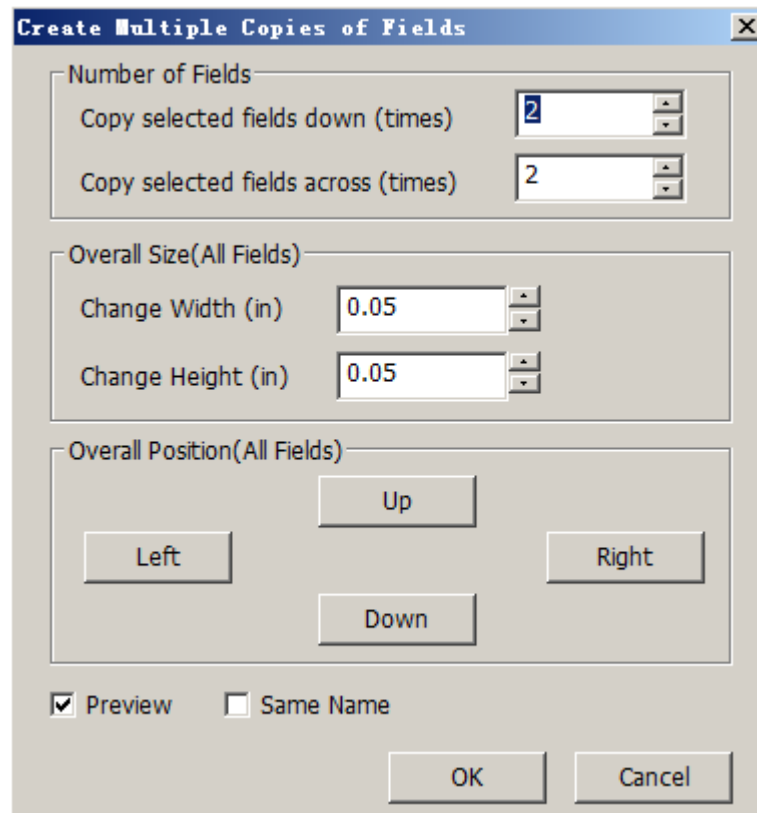 Create Multiple Copies of Fields
Number of Fields
Copy selected fields down (times) 2
Copy selected fields across (times) 2
Overall Size(All Fields)
Change Width (in) 0.05
Change Height (in) 0.05
Overall Position(All Fields)
Up
Left Right
Down
Preview Same Name
OK Cancel